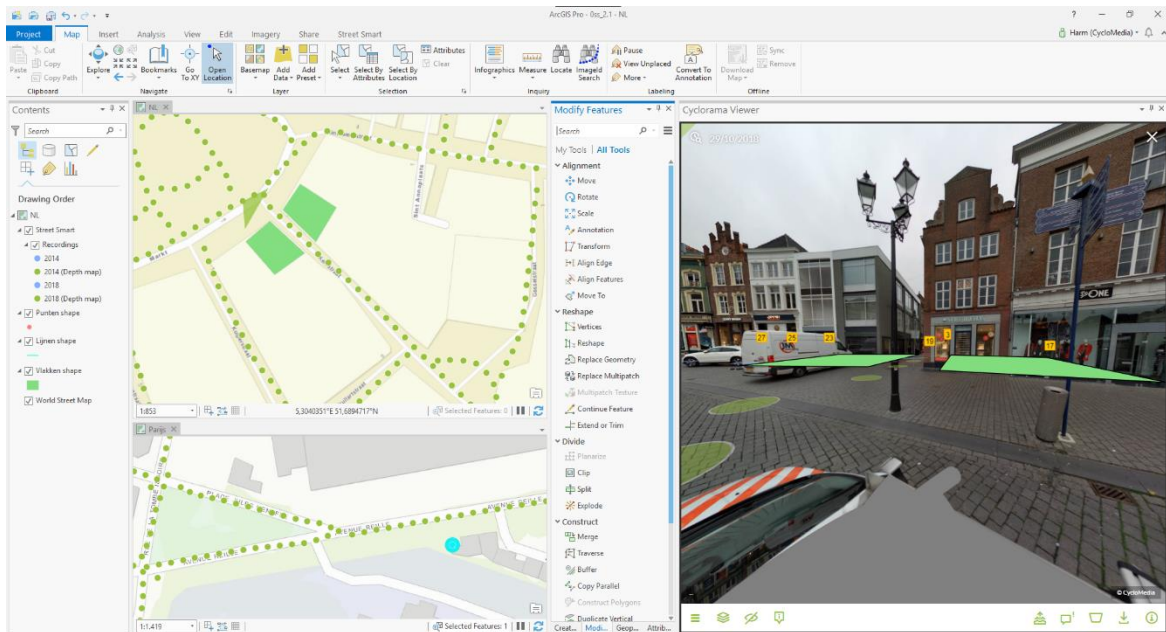 ArcGIS Pro - 0ss_2.1 - NL
Project Map Insert Analysis View Edit Imagery Share Street Smart
Harm (CycloMedia)
Cut
Copy
Copy Path
Paste
Explore
Bookmarks
Go To XY
Open Location
Basemap
Add Data
Add Preset
Select
Select By Attributes
Select By Location
Attributes
Clear
Infographics
Measure
Locate
ImageId Search
Pause
View Unplaced
More
Convert To Annotation
Download Map
Sync
Remove
Clipboard Navigate Layer Selection Inquiry Labeling Offline
Contents
Search
Drawing Order
NL
Street Smart
Recordings
2014
2014 (Depth map)
2018
2018 (Depth map)
Punten shape
Lijnen shape
Vlakken shape
World Street Map
NL
Markt
1:853
5,3040351°E 51,6894717°N
Selected Features: 0
Parijs
AVENUE REILLE
1:1.419
Selected Features: 1
Modify Features
Search
My Tools | All Tools
Alignment
Move
Rotate
Scale
Annotation
Transform
Align Edge
Align Features
Move To
Reshape
Vertices
Reshape
Replace Geometry
Replace Multipatch
Multipatch Texture
Continue Feature
Extend or Trim
Divide
Planarize
Clip
Split
Explode
Construct
Merge
Traverse
Buffer
Copy Parallel
Construct Polygons
Duplicate Vertical
Creat... Modi... Geop... Attrib...
Cyclorama Viewer
29/10/2018
27
25
23
19
3
17
© CycloMedia